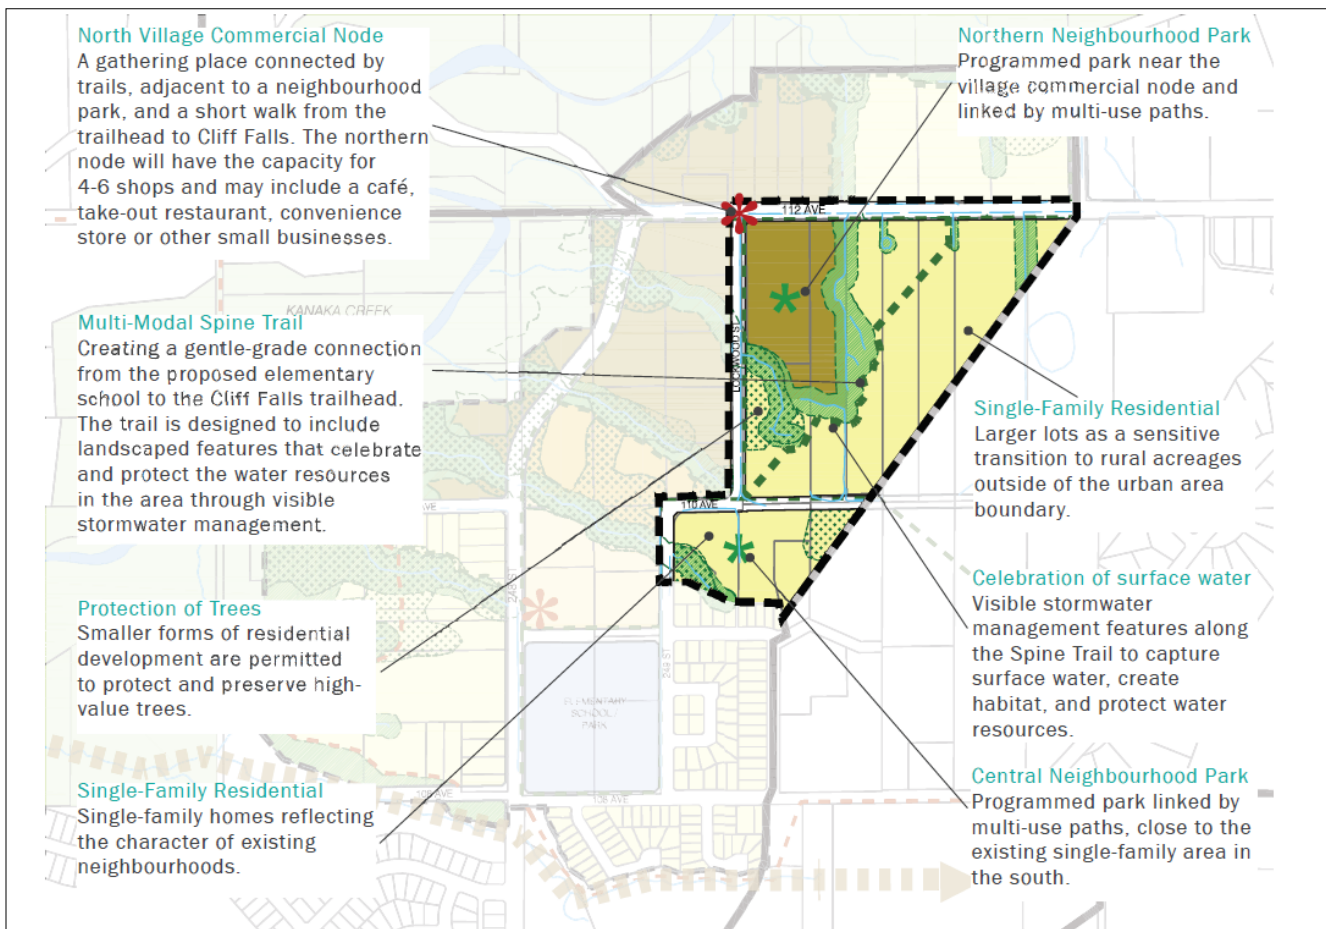 North Village Commercial Node
A gathering place connected by
trails, adjacent to a neighbourhood
park, and a short walk from the
trailhead to Cliff Falls. The northern
node will have the capacity for
4-6 shops and may include a café,
take-out restaurant, convenience
store or other small businesses.
Northern Neighbourhood Park
Programmed park near the
village commercial node and
linked by multi-use paths.
112 AVE
KANAKA CREEK
Multi-Modal Spine Trail
Creating a gentle-grade connection
from the proposed elementary
school to the Cliff Falls trailhead.
The trail is designed to include
landscaped features that celebrate
and protect the water resources
in the area through visible
stormwater management.
LOCKWOOD ST
Single-Family Residential
Larger lots as a sensitive
transition to rural acreages
outside of the urban area
boundary.
110 AVE
248 ST
249 ST
Protection of Trees
Smaller forms of residential
development are permitted
to protect and preserve high-
value trees.
Celebration of surface water
Visible stormwater
management features along
the Spine Trail to capture
surface water, create
habitat, and protect water
resources.
ELEMENTARY
SCHOOL /
PARK
Single-Family Residential
Single-family homes reflecting
the character of existing
neighbourhoods.
108 AVE
108 AVE
Central Neighbourhood Park
Programmed park linked by
multi-use paths, close to the
existing single-family area in
the south.